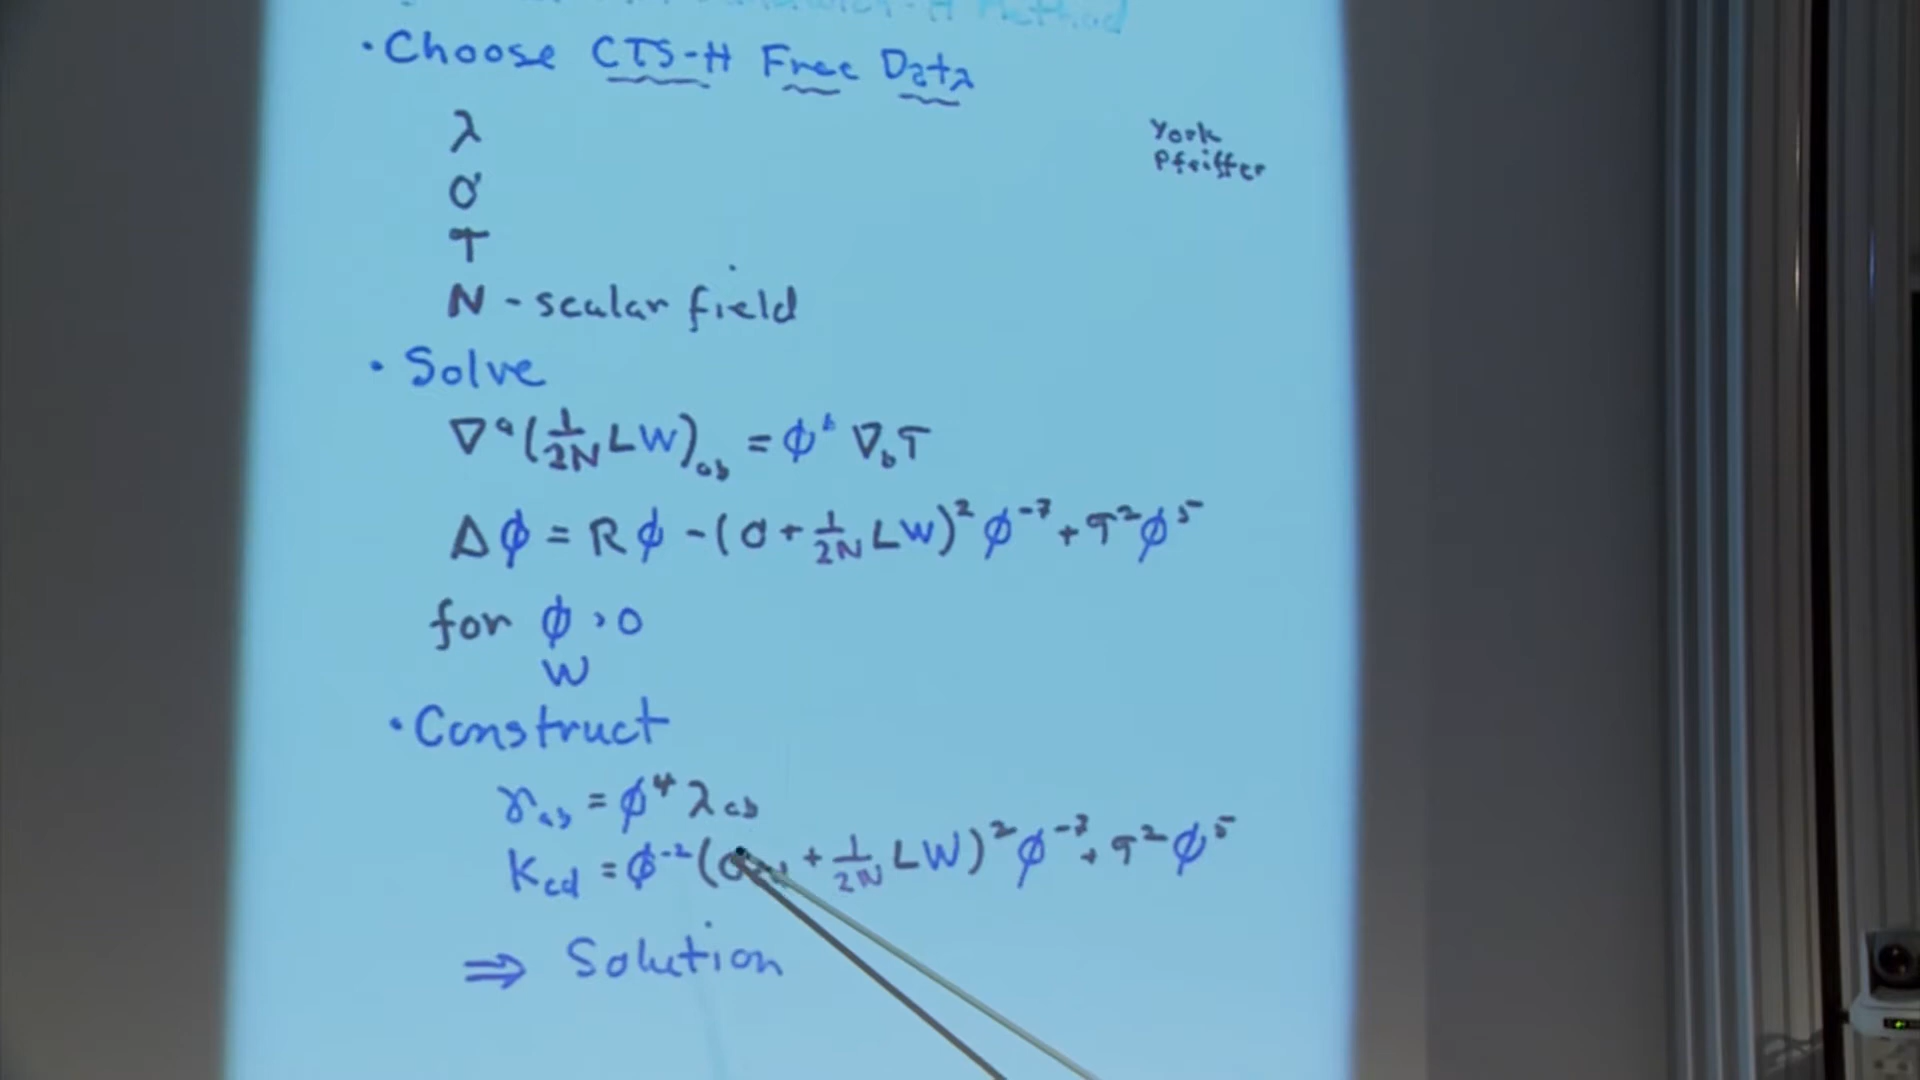 Method
• Choose CTS-H Free Data
λ
σ
τ
N - scalar field
York
Pfeiffer
• Solve
∇ᵃ(1/2N LW)ₐb = ϕ⁶ ∇b τ
Δϕ = Rϕ - (σ + 1/2N LW)² ϕ⁻⁷ + τ² ϕ⁵
for ϕ > 0
W
• Construct
γab = ϕ⁴ λab
Kcd = ϕ⁻² (σ + 1/2N LW)² ϕ⁻⁷ + τ² ϕ⁵
⇒ Solution